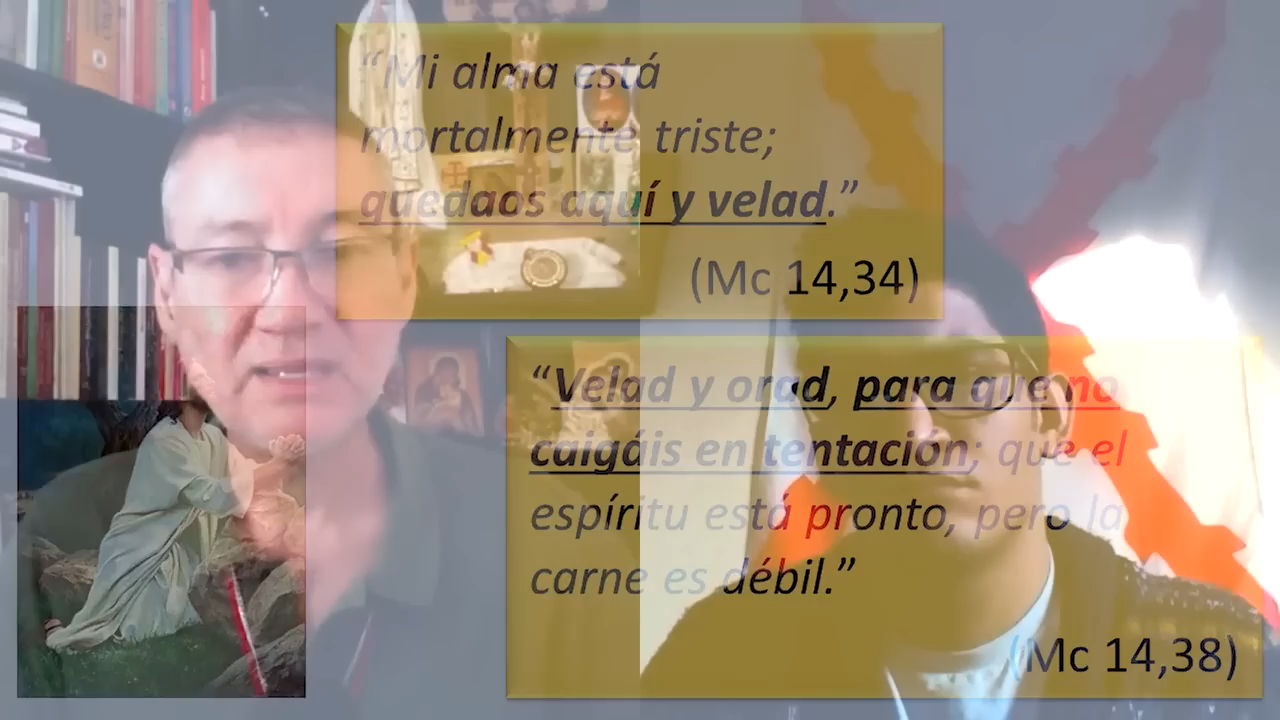 “Mi alma está
mortalmente triste;
quedaos aquí y velad.”
(Mc 14,34)
“Velad y orad, para que no
caigáis en tentación; que el
espíritu está pronto, pero la
carne es débil.”
(Mc 14,38)